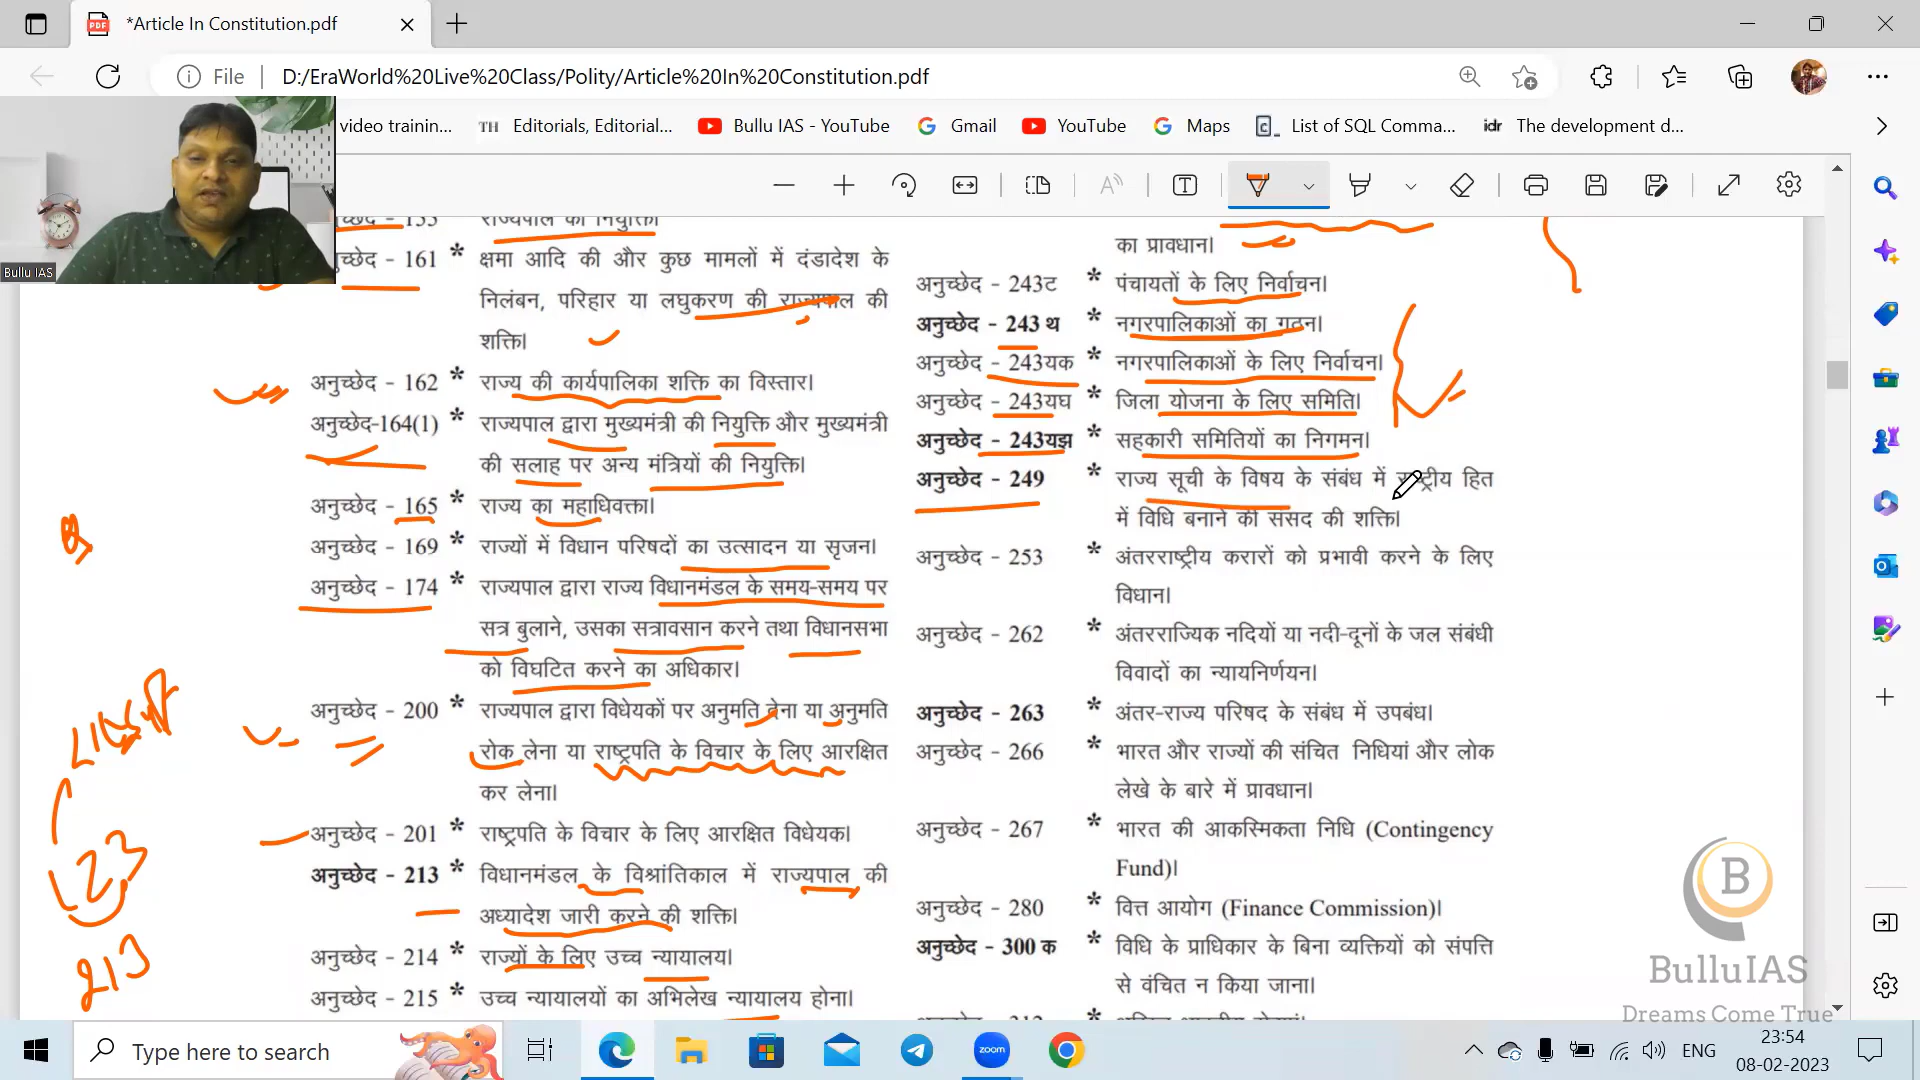 *Article In Constitution.pdf
File
D:/EraWorld%20Live%20Class/Polity/Article%20In%20Constitution.pdf
video trainin...
TH Editorials, Editorial...
Bullu IAS - YouTube
Gmail
YouTube
Maps
List of SQL Comma...
idr The development d...
Bullu IAS
राज्यपाल की नियुक्ति
अनुच्छेद - 161 * क्षमा आदि की और कुछ मामलों में दंडादेश के
निलंबन, परिहार या लघुकरण की राज्यपाल की
शक्ति।
अनुच्छेद - 162 * राज्य की कार्यपालिका शक्ति का विस्तार।
अनुच्छेद-164(1) * राज्यपाल द्वारा मुख्यमंत्री की नियुक्ति और मुख्यमंत्री
की सलाह पर अन्य मंत्रियों की नियुक्ति।
अनुच्छेद - 165 * राज्य का महाधिवक्ता।
अनुच्छेद - 169 * राज्यों में विधान परिषदों का उत्सादन या सृजन।
अनुच्छेद - 174 * राज्यपाल द्वारा राज्य विधानमंडल के समय-समय पर
सत्र बुलाने, उसका सत्रावसान करने तथा विधानसभा
को विघटित करने का अधिकार।
अनुच्छेद - 200 * राज्यपाल द्वारा विधेयकों पर अनुमति देना या अनुमति
रोक लेना या राष्ट्रपति के विचार के लिए आरक्षित
कर लेना।
अनुच्छेद - 201 * राष्ट्रपति के विचार के लिए आरक्षित विधेयक।
अनुच्छेद - 213 * विधानमंडल के विश्रांतिकाल में राज्यपाल की
अध्यादेश जारी करने की शक्ति।
अनुच्छेद - 214 * राज्यों के लिए उच्च न्यायालय।
अनुच्छेद - 215 * उच्च न्यायालयों का अभिलेख न्यायालय होना।
123
213
का प्रावधान।
अनुच्छेद - 243ट * पंचायतों के लिए निर्वाचन।
अनुच्छेद - 243 थ * नगरपालिकाओं का गठन।
अनुच्छेद - 243यक * नगरपालिकाओं के लिए निर्वाचन।
अनुच्छेद - 243यघ * जिला योजना के लिए समिति।
अनुच्छेद - 243यझ * सहकारी समितियों का निगमन।
अनुच्छेद - 249 * राज्य सूची के विषय के संबंध में राष्ट्रीय हित
में विधि बनाने की संसद की शक्ति।
अनुच्छेद - 253 * अंतरराष्ट्रीय करारों को प्रभावी करने के लिए
विधान।
अनुच्छेद - 262 * अंतरराज्यिक नदियों या नदी-दूनों के जल संबंधी
विवादों का न्यायनिर्णयन।
अनुच्छेद - 263 * अंतर-राज्य परिषद के संबंध में उपबंध।
अनुच्छेद - 266 * भारत और राज्यों की संचित निधियां और लोक
लेखे के बारे में प्रावधान।
अनुच्छेद - 267 * भारत की आकस्मिकता निधि (Contingency
Fund)।
अनुच्छेद - 280 * वित्त आयोग (Finance Commission)।
अनुच्छेद - 300 क * विधि के प्राधिकार के बिना व्यक्तियों को संपत्ति
से वंचित न किया जाना।
B
BulluIAS
Dreams Come True
Type here to search
zoom
ENG
23:54
08-02-2023